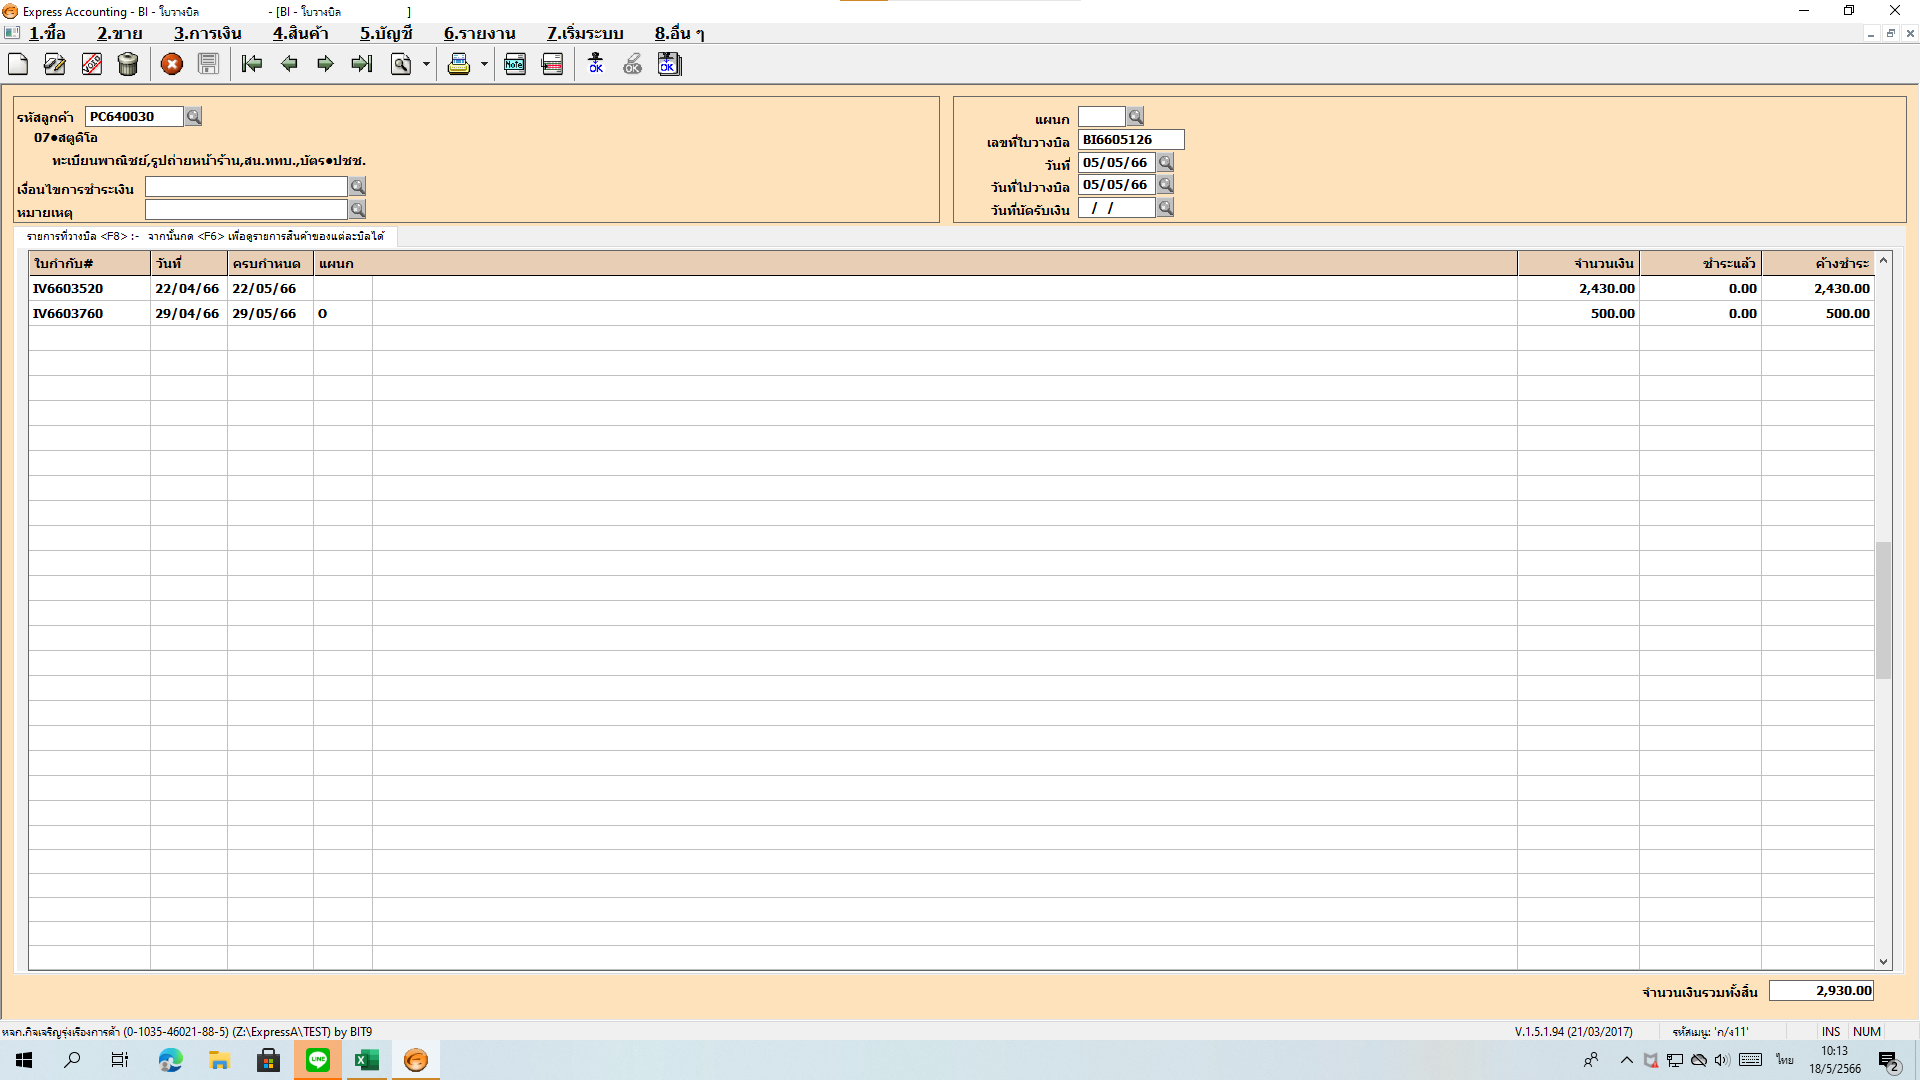 Express Accounting - BI - ใบวางบิล - [BI - ใบวางบิล ]
1.ซื้อ 2.ขาย 3.การเงิน 4.สินค้า 5.บัญชี 6.รายงาน 7.เริ่มระบบ 8.อื่น ๆ
VOID Note OK OK OK
รหัสลูกค้า PC640030
07●สตูดิโอ
ทะเบียนพาณิชย์,รูปถ่ายหน้าร้าน,สน.ททบ.,บัตร●ปชช.
เงื่อนไขการชำระเงิน
หมายเหตุ
แผนก
เลขที่ใบวางบิล BI6605126
วันที่ 05/05/66
วันที่ไปวางบิล 05/05/66
วันที่นัดรับเงิน / /
รายการที่วางบิล <F8> :- จากนั้นกด <F6> เพื่อดูรายการสินค้าของแต่ละบิลได้
ใบกำกับ# วันที่ ครบกำหนด แผนก จำนวนเงิน ชำระแล้ว ค้างชำระ
IV6603520 22/04/66 22/05/66 2,430.00 0.00 2,430.00
IV6603760 29/04/66 29/05/66 O 500.00 0.00 500.00
จำนวนเงินรวมทั้งสิ้น 2,930.00
หจก.กิจเจริญรุ่งเรืองการค้า (0-1035-46021-88-5) (Z:\ExpressA\TEST) by BIT9 V.1.5.1.94 (21/03/2017) รหัสเมนู: 'ก/ง11' INS NUM
LINE ไทย 10:13
18/5/2566 2